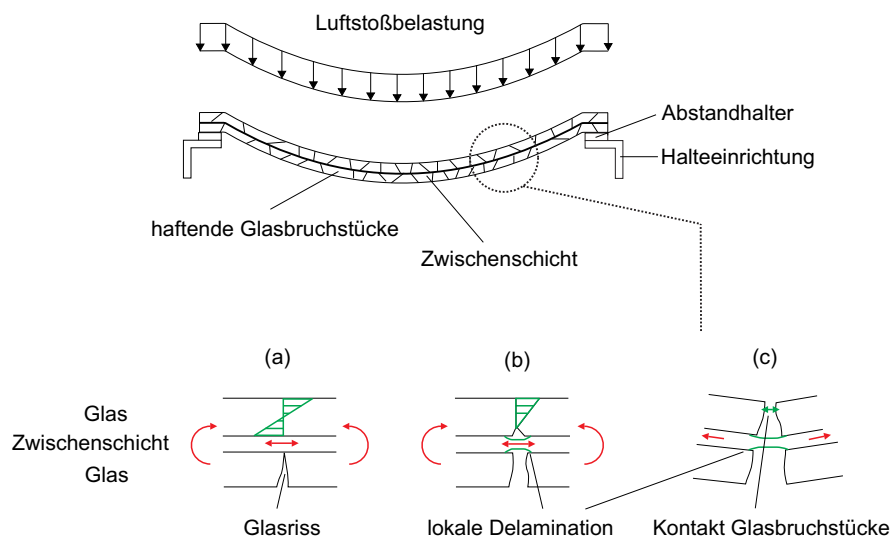 Luftstoßbelastung
Abstandhalter
Halteeinrichtung
haftende Glasbruchstücke
Zwischenschicht
(a)
(b)
(c)
Glas
Zwischenschicht
Glas
Glasriss
lokale Delamination
Kontakt Glasbruchstücke